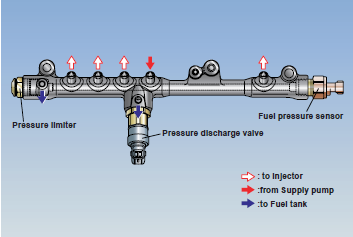 Pressure limiter
Fuel pressure sensor
Pressure discharge valve
: to Injector
:from Supply pump
:to Fuel tank